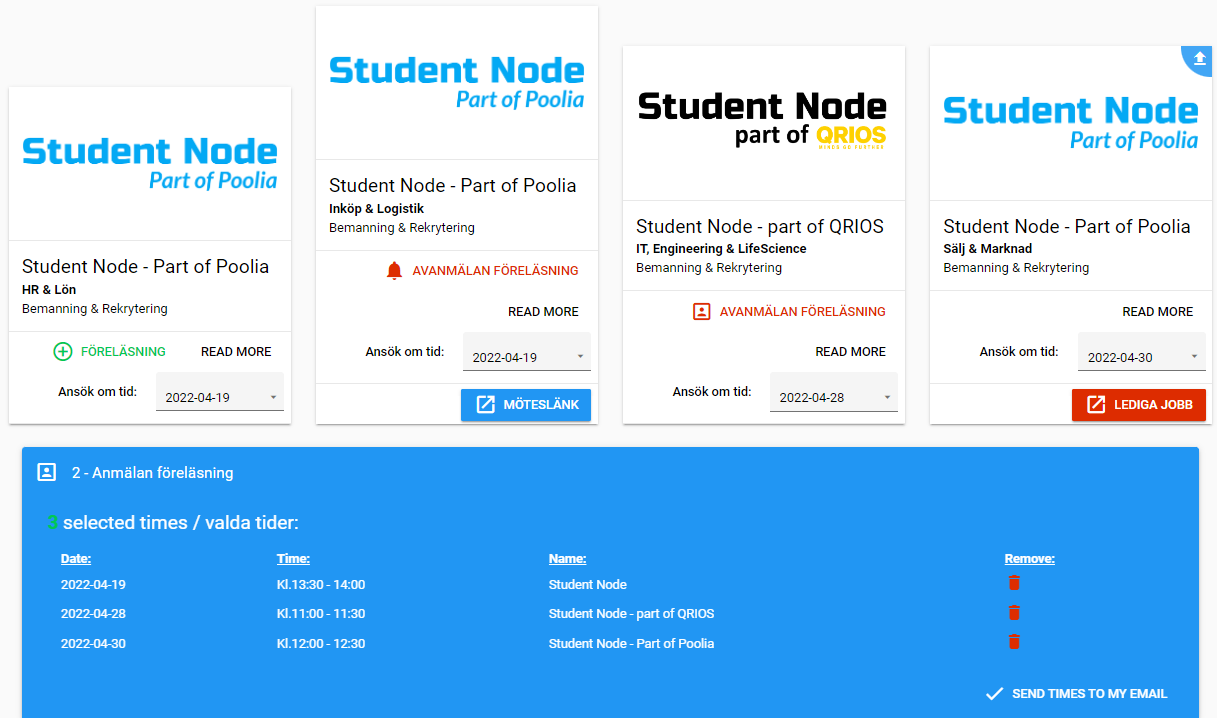 Student Node
Part of Poolia
Student Node - Part of Poolia
HR & Lön
Bemanning & Rekrytering
FÖRELÄSNING READ MORE
Ansök om tid: 2022-04-19
Student Node
Part of Poolia
Student Node - Part of Poolia
Inköp & Logistik
Bemanning & Rekrytering
AVANMÄLAN FÖRELÄSNING
READ MORE
Ansök om tid: 2022-04-19
MÖTESLÄNK
Student Node
part of QRIOS
MINDS GO FURTHER
Student Node - part of QRIOS
IT, Engineering & LifeScience
Bemanning & Rekrytering
AVANMÄLAN FÖRELÄSNING
READ MORE
Ansök om tid: 2022-04-28
Student Node
Part of Poolia
Student Node - Part of Poolia
Sälj & Marknad
Bemanning & Rekrytering
READ MORE
Ansök om tid: 2022-04-30
LEDIGA JOBB
2 - Anmälan föreläsning
3 selected times / valda tider:
Date: Time: Name: Remove:
2022-04-19 Kl.13:30 - 14:00 Student Node
2022-04-28 Kl.11:00 - 11:30 Student Node - part of QRIOS
2022-04-30 Kl.12:00 - 12:30 Student Node - Part of Poolia
SEND TIMES TO MY EMAIL